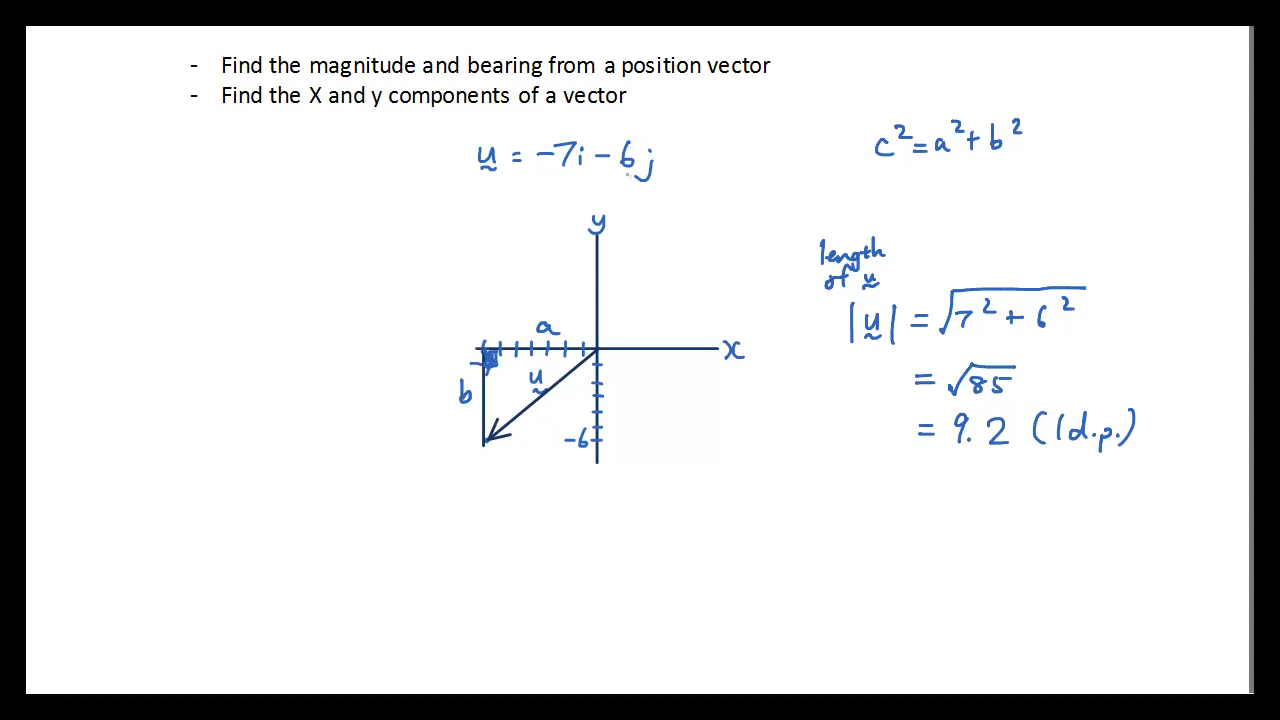 - Find the magnitude and bearing from a position vector
- Find the X and y components of a vector
u = -7i - 6j
c² = a² + b²
y
length
of u
|u| = √7² + 6²
a
x
u
= √85
b
-6
= 9.2 (1 d.p.)